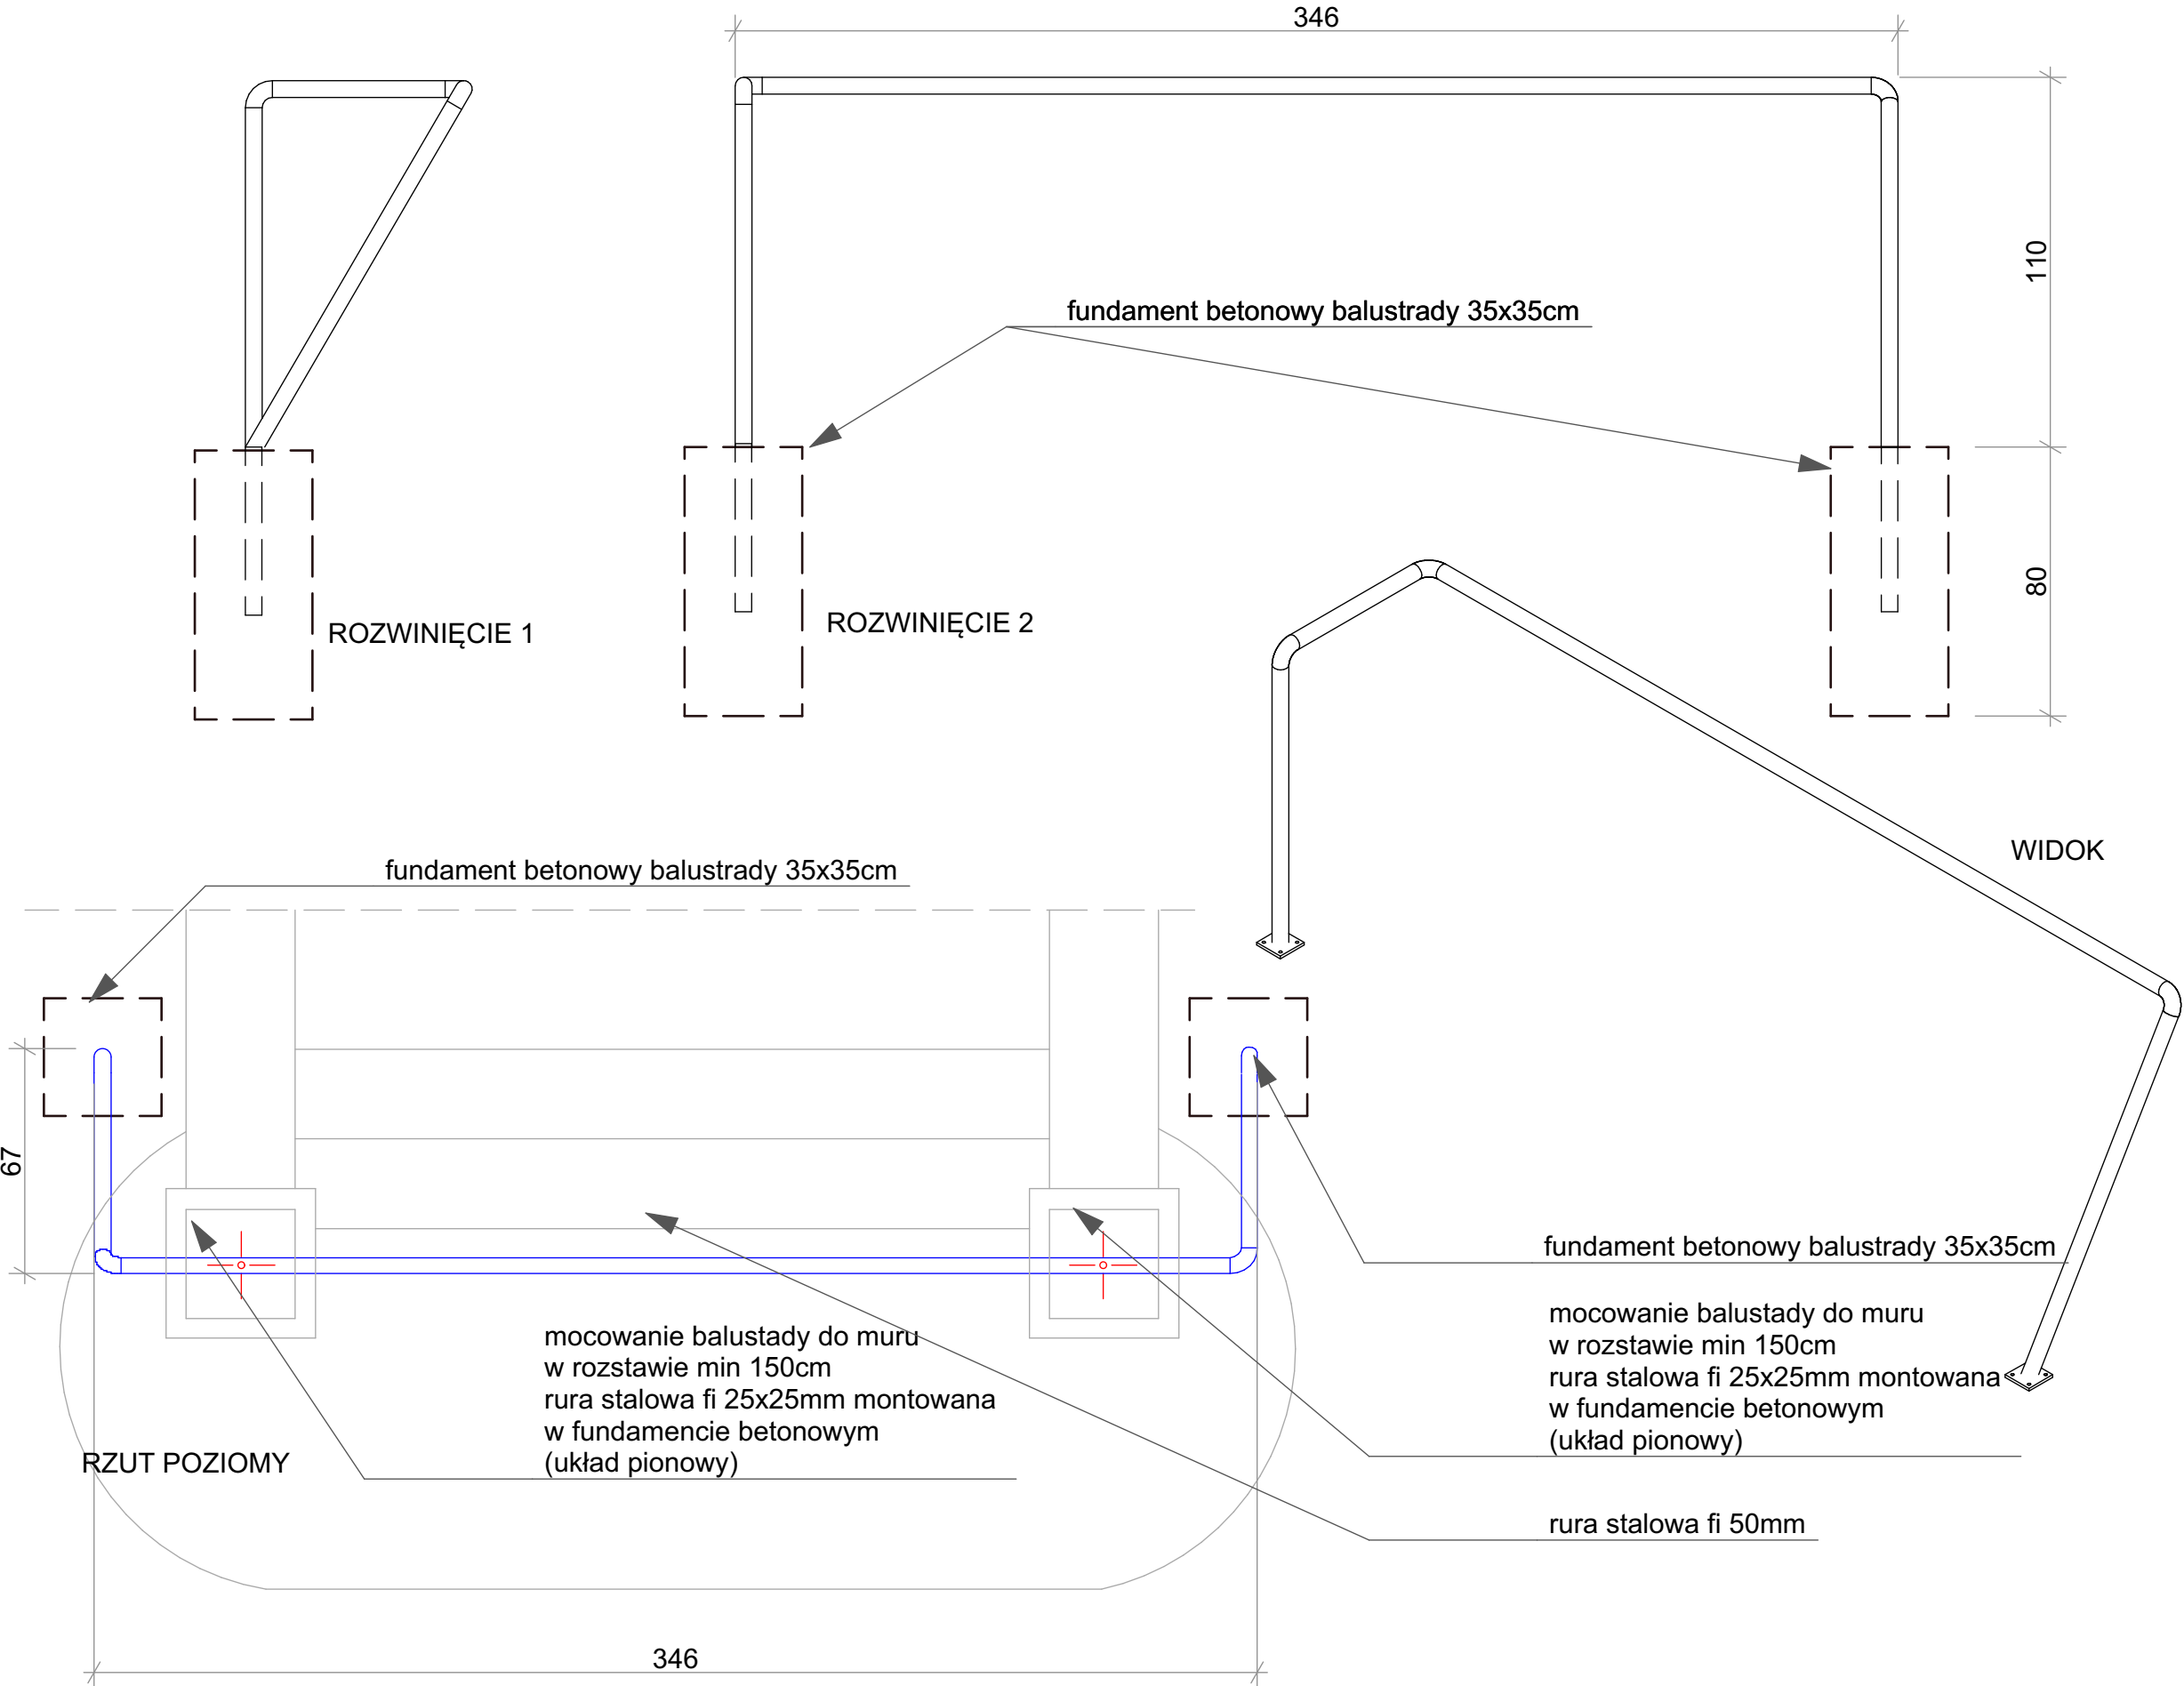 346
110
fundament betonowy balustrady 35x35cm
80
ROZWINIĘCIE 1
ROZWINIĘCIE 2
WIDOK
fundament betonowy balustrady 35x35cm
67
fundament betonowy balustrady 35x35cm
mocowanie balustady do muru
w rozstawie min 150cm
rura stalowa fi 25x25mm montowana
w fundamencie betonowym
(układ pionowy)
mocowanie balustady do muru
w rozstawie min 150cm
rura stalowa fi 25x25mm montowana
w fundamencie betonowym
(układ pionowy)
RZUT POZIOMY
rura stalowa fi 50mm
346